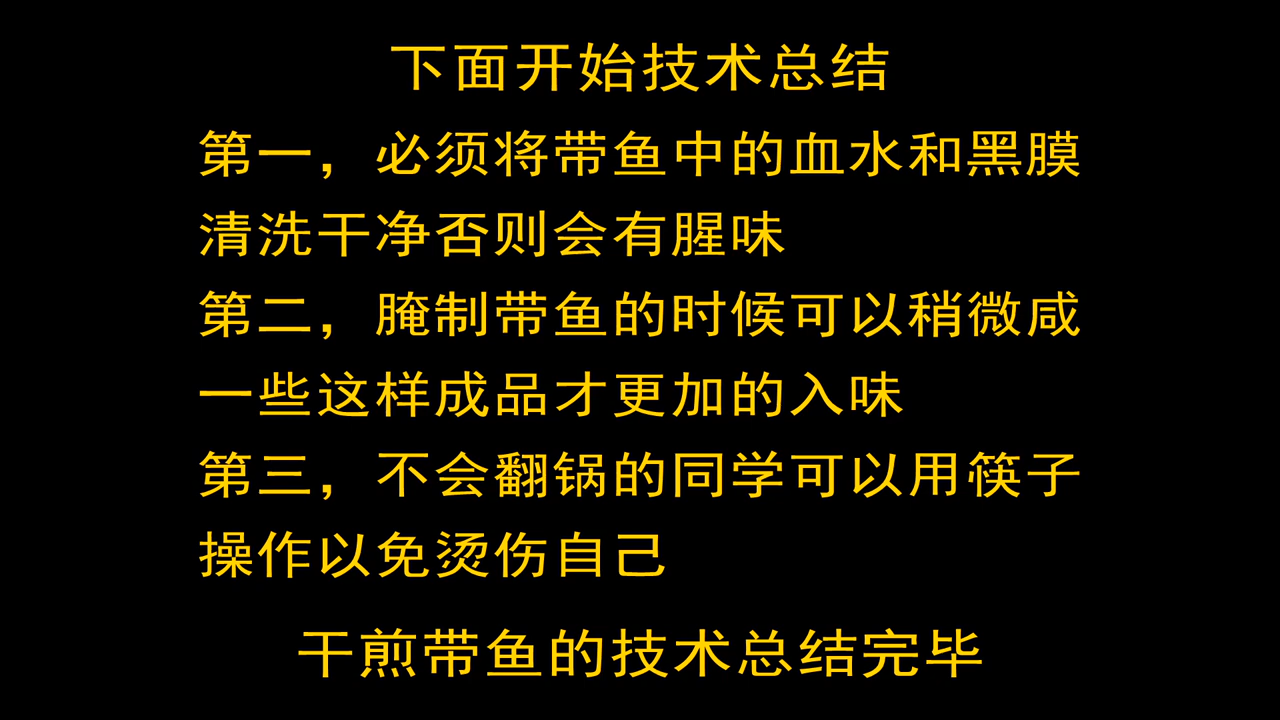 下面开始技术总结
第一，必须将带鱼中的血水和黑膜
清洗干净否则会有腥味
第二，腌制带鱼的时候可以稍微咸
一些这样成品才更加的入味
第三，不会翻锅的同学可以用筷子
操作以免烫伤自己
干煎带鱼的技术总结完毕